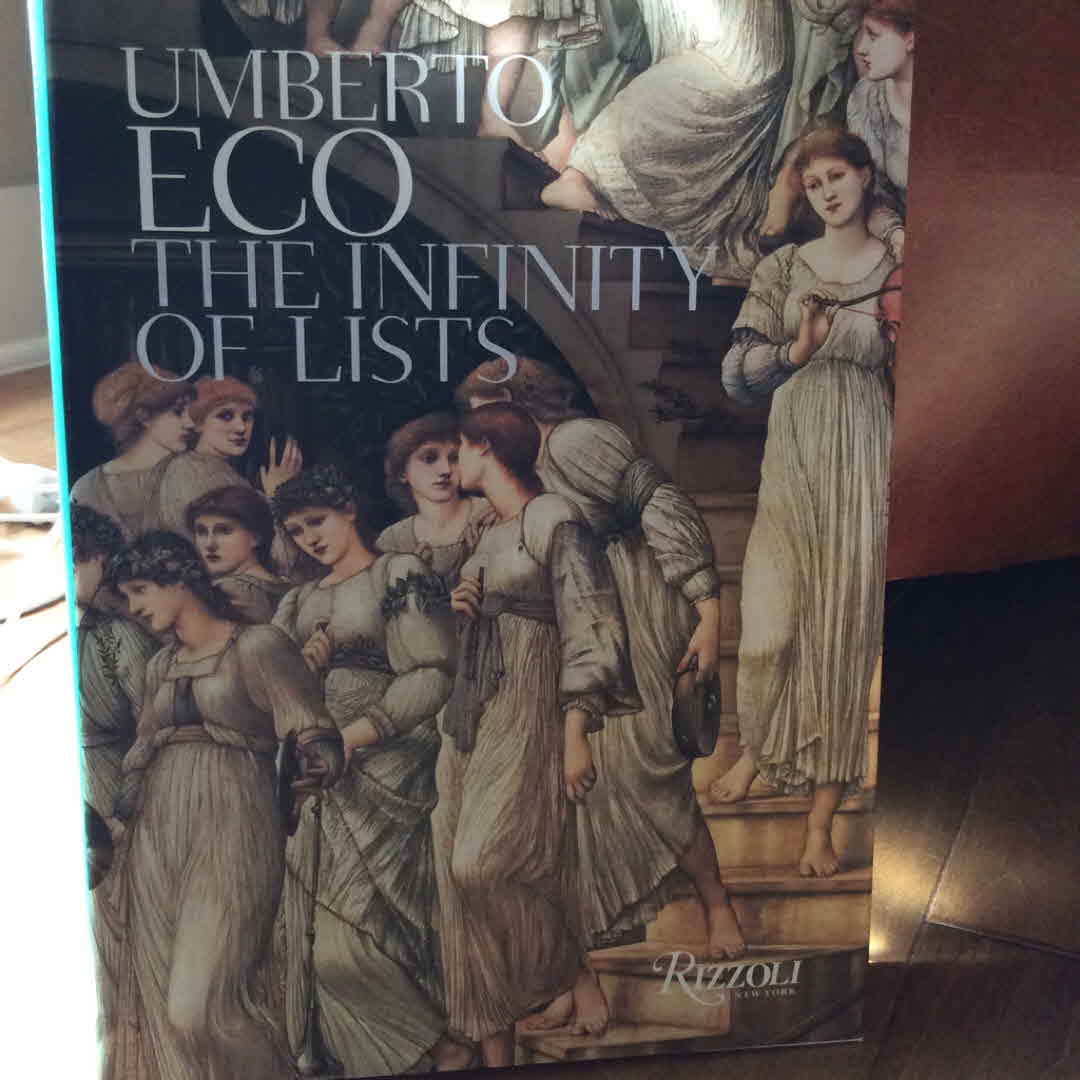 UMBERTO
ECO
THE INFINITY
OF LISTS
RIZZOLI
NEW YORK